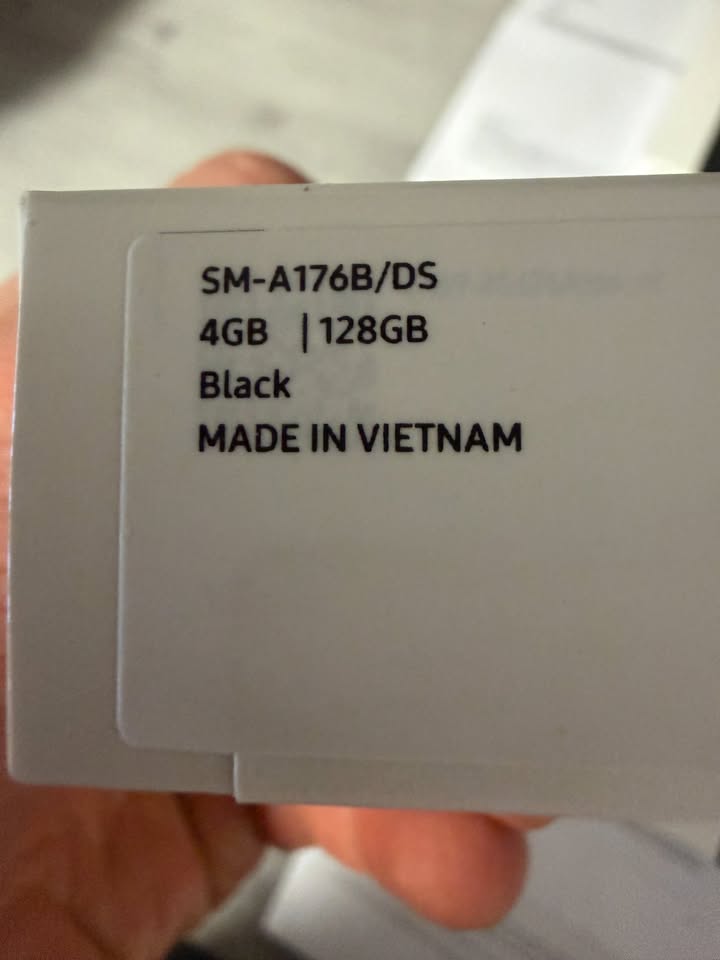 SM-A176B/DS
4GB | 128GB
Black
MADE IN VIETNAM